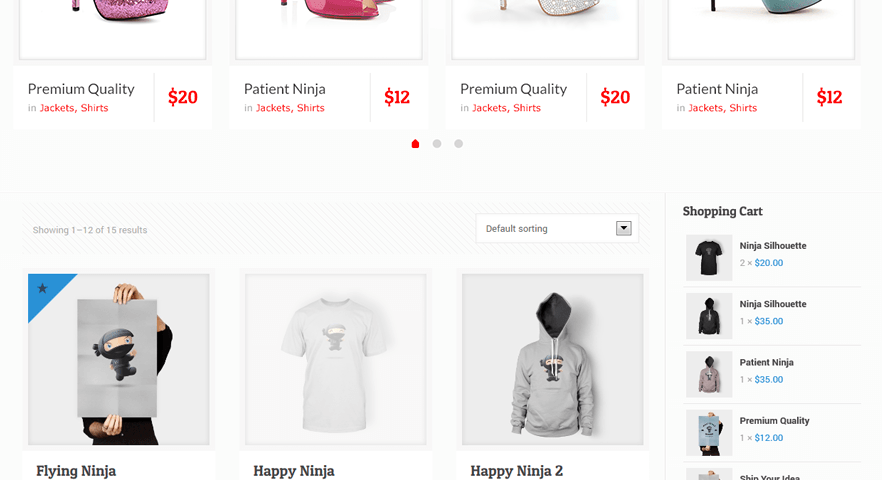 Premium Quality
in Jackets, Shirts
$20
Patient Ninja
in Jackets, Shirts
$12
Premium Quality
in Jackets, Shirts
$20
Patient Ninja
in Jackets, Shirts
$12
Showing 1–12 of 15 results
Default sorting
Flying Ninja
Happy Ninja
Happy Ninja 2
Shopping Cart
Ninja Silhouette
2 × $20.00
Ninja Silhouette
1 × $35.00
Patient Ninja
1 × $35.00
Premium Quality
1 × $12.00
Ship Your Idea